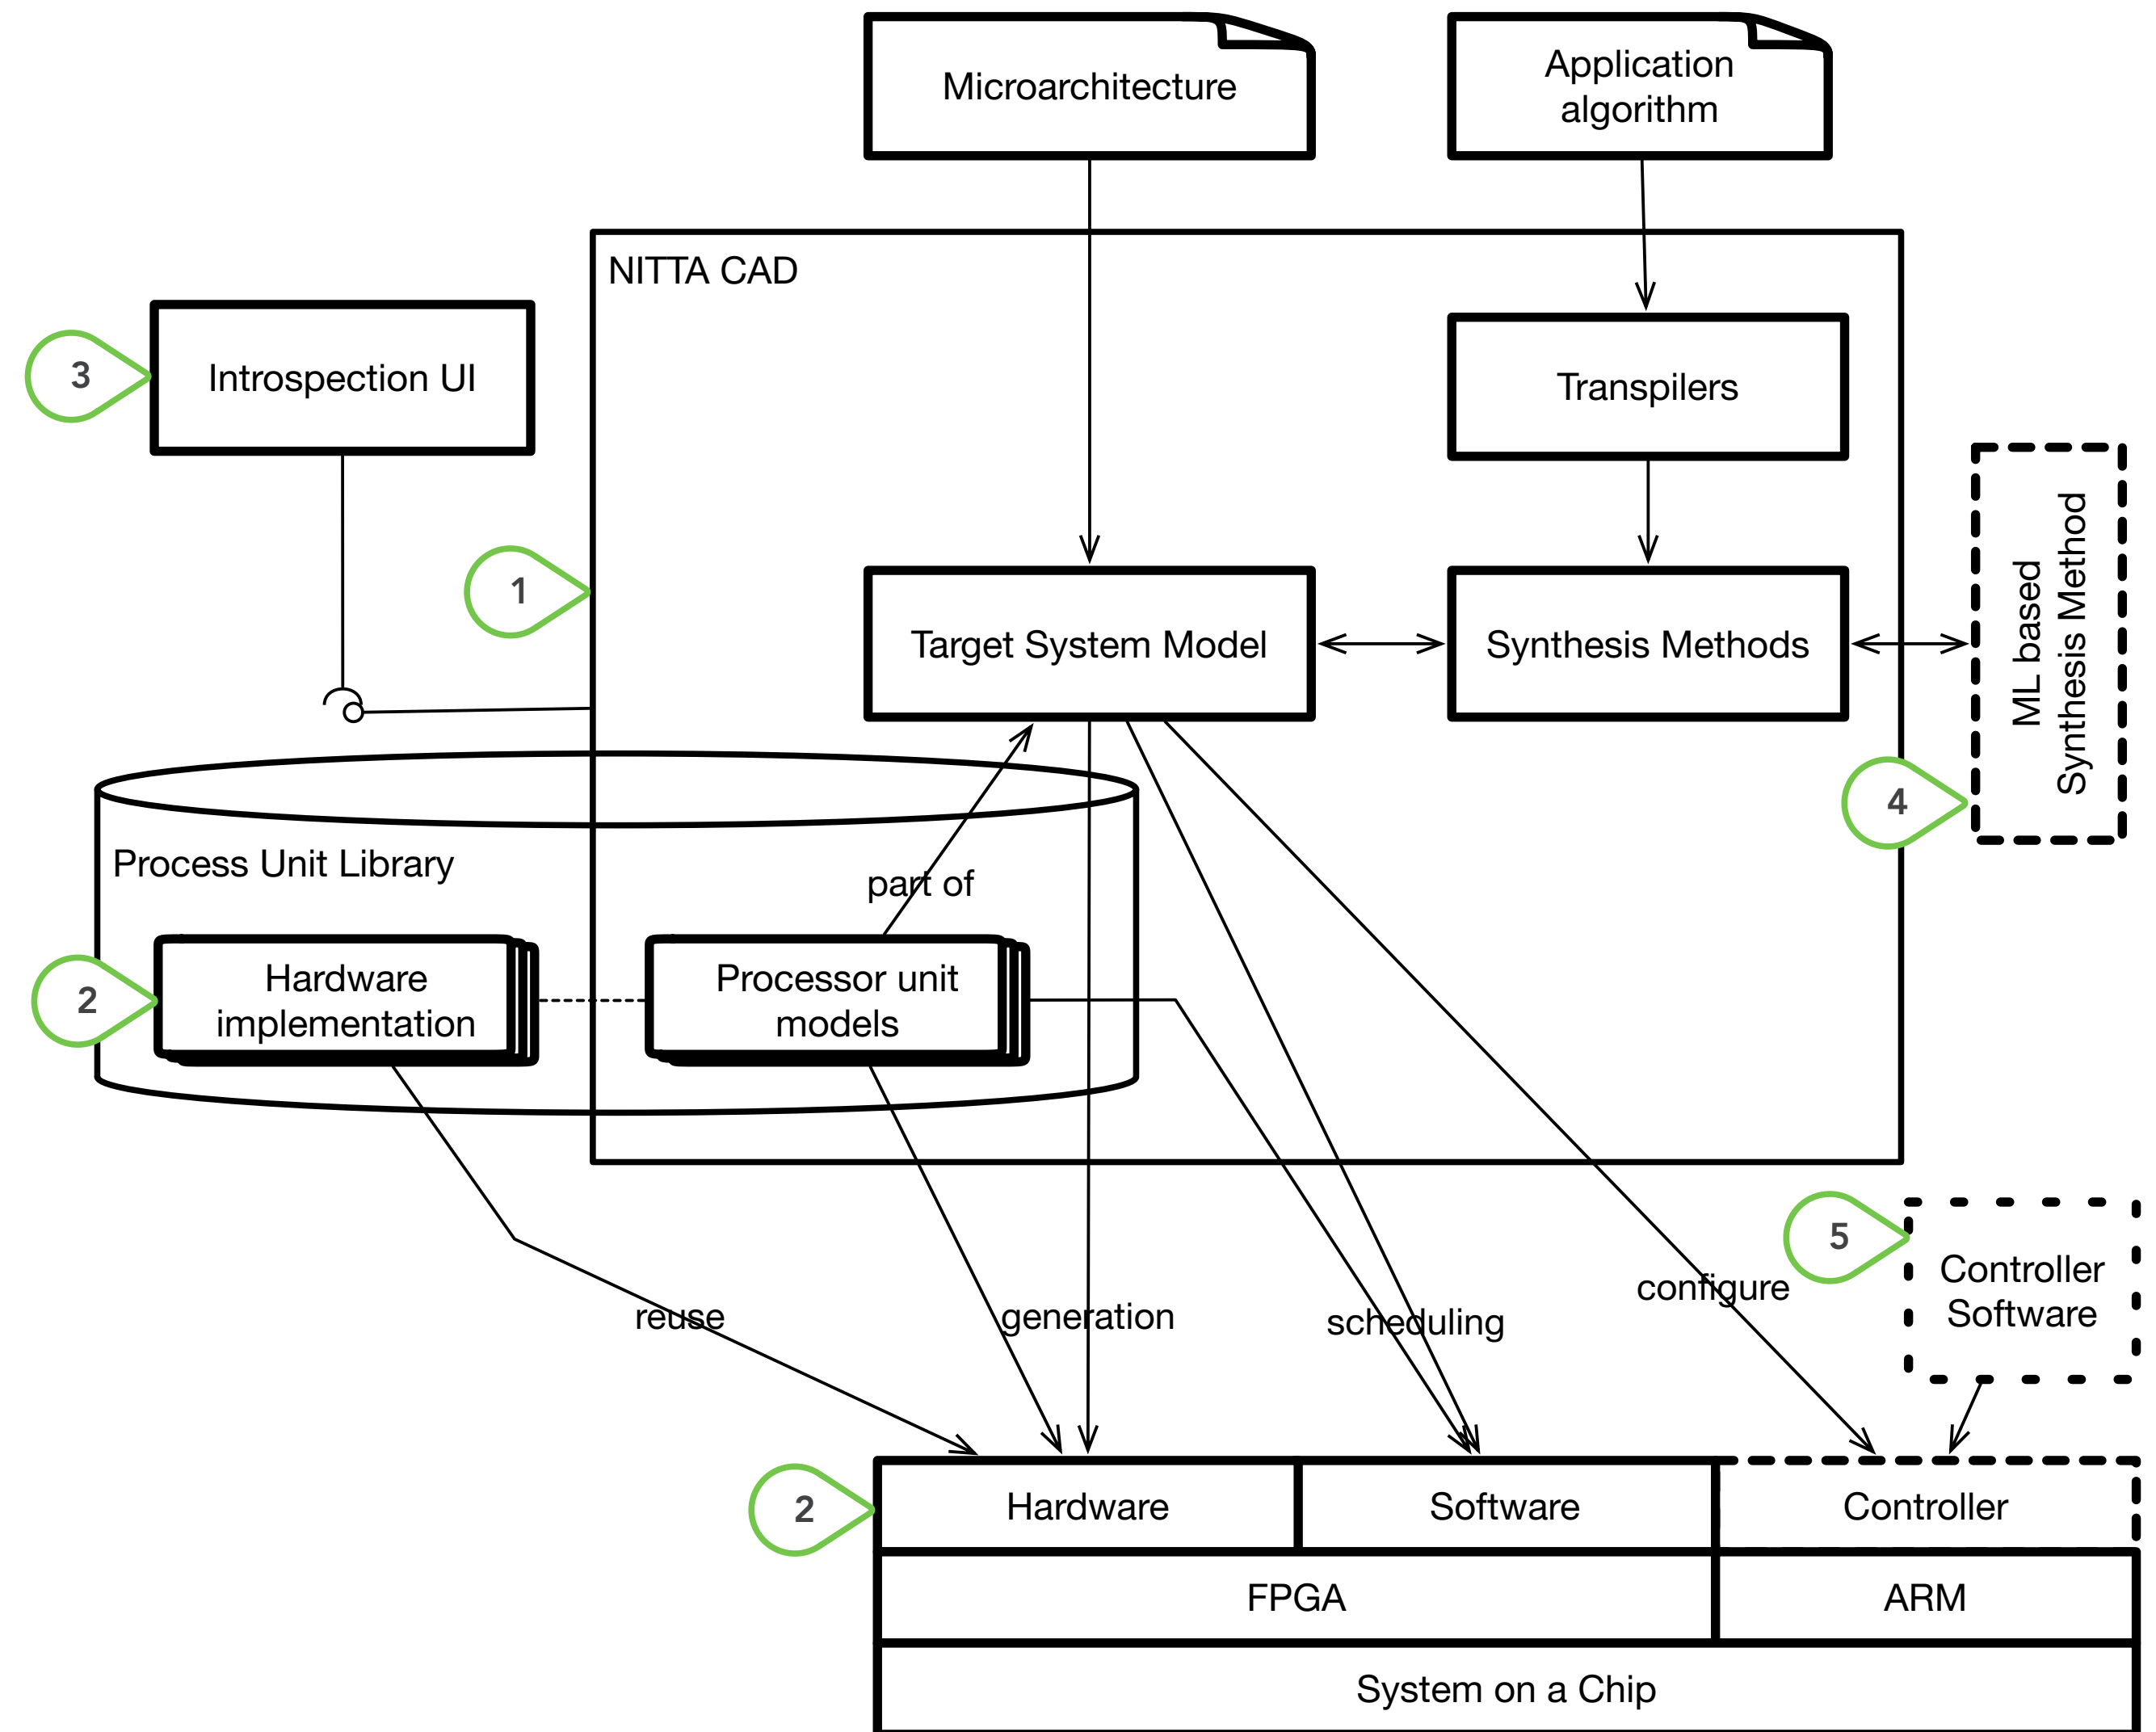 Microarchitecture
Application
algorithm
NITTA CAD
3
Introspection UI
Transpilers
1
Target System Model
Synthesis Methods
ML based
Synthesis Method
4
Process Unit Library
part of
2
Hardware
implementation
Processor unit
models
5
Controller
Software
configure
reuse
generation
scheduling
2
Hardware
Software
Controller
FPGA
ARM
System on a Chip